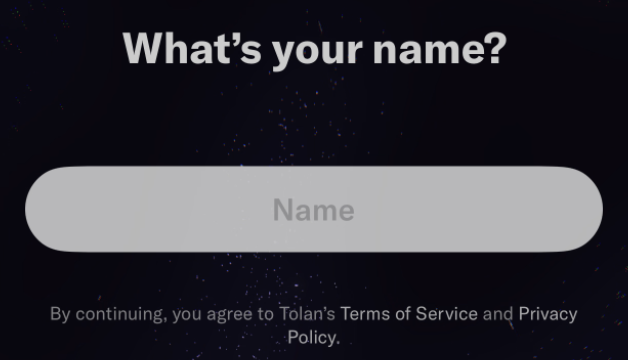 What's your name?
Name
By continuing, you agree to Tolan's Terms of Service and Privacy
Policy.